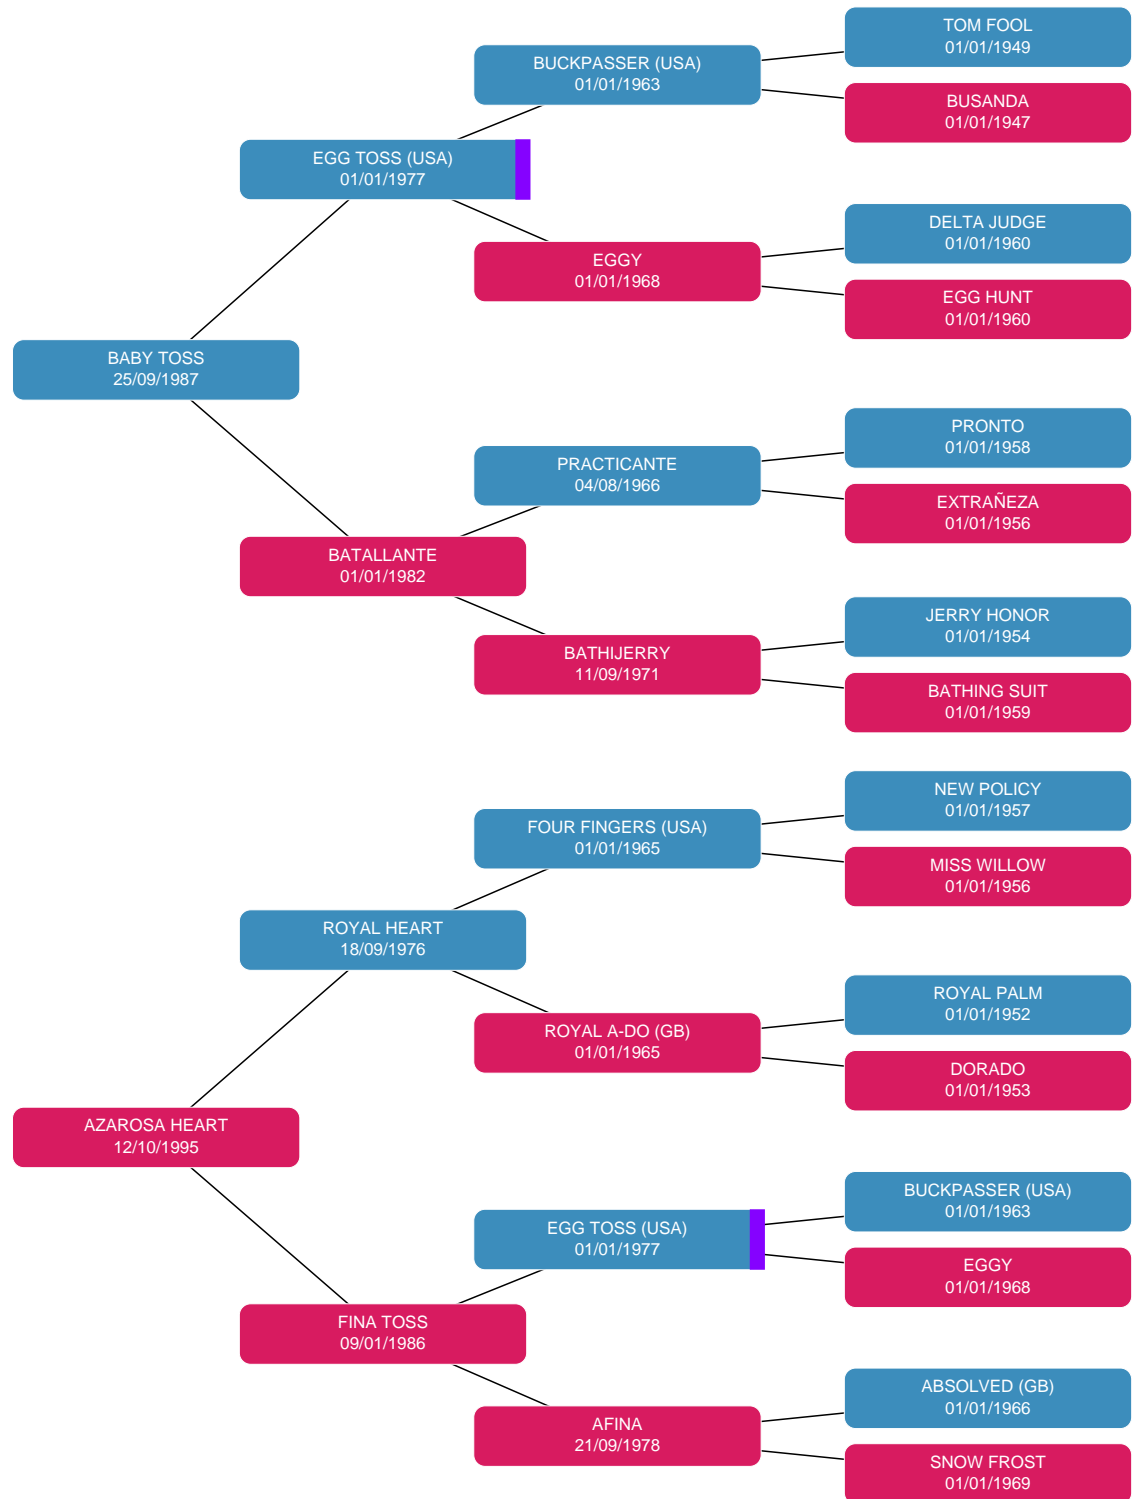 TOM FOOL
01/01/1949
BUCKPASSER (USA)
01/01/1963
BUSANDA
01/01/1947
EGG TOSS (USA)
01/01/1977
DELTA JUDGE
01/01/1960
EGGY
01/01/1968
EGG HUNT
01/01/1960
BABY TOSS
25/09/1987
PRONTO
01/01/1958
PRACTICANTE
04/08/1966
EXTRAÑEZA
01/01/1956
BATALLANTE
01/01/1982
JERRY HONOR
01/01/1954
BATHIJERRY
11/09/1971
BATHING SUIT
01/01/1959
NEW POLICY
01/01/1957
FOUR FINGERS (USA)
01/01/1965
MISS WILLOW
01/01/1956
ROYAL HEART
18/09/1976
ROYAL PALM
01/01/1952
ROYAL A-DO (GB)
01/01/1965
DORADO
01/01/1953
AZAROSA HEART
12/10/1995
BUCKPASSER (USA)
01/01/1963
EGG TOSS (USA)
01/01/1977
EGGY
01/01/1968
FINA TOSS
09/01/1986
ABSOLVED (GB)
01/01/1966
AFINA
21/09/1978
SNOW FROST
01/01/1969